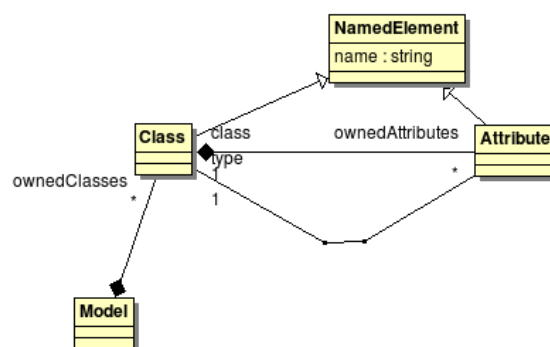 NamedElement
name : string
Class
class
ownedAttributes
Attribute
type
1
ownedClasses
*
*
1
Model